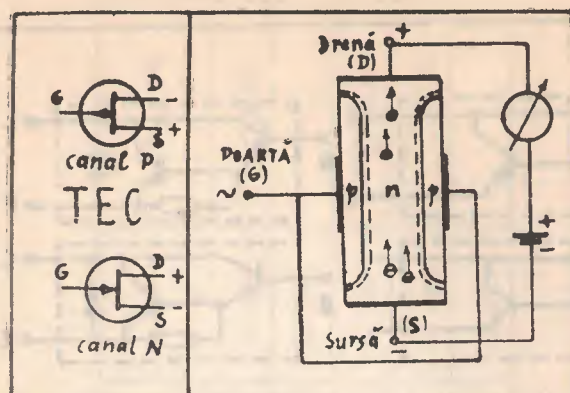 G D -
S +
canal P
TEC
G D +
S -
canal N
Drenă +
(D)
POARTĂ
(G)
~
p n p
+
-
(S)
Sursă -